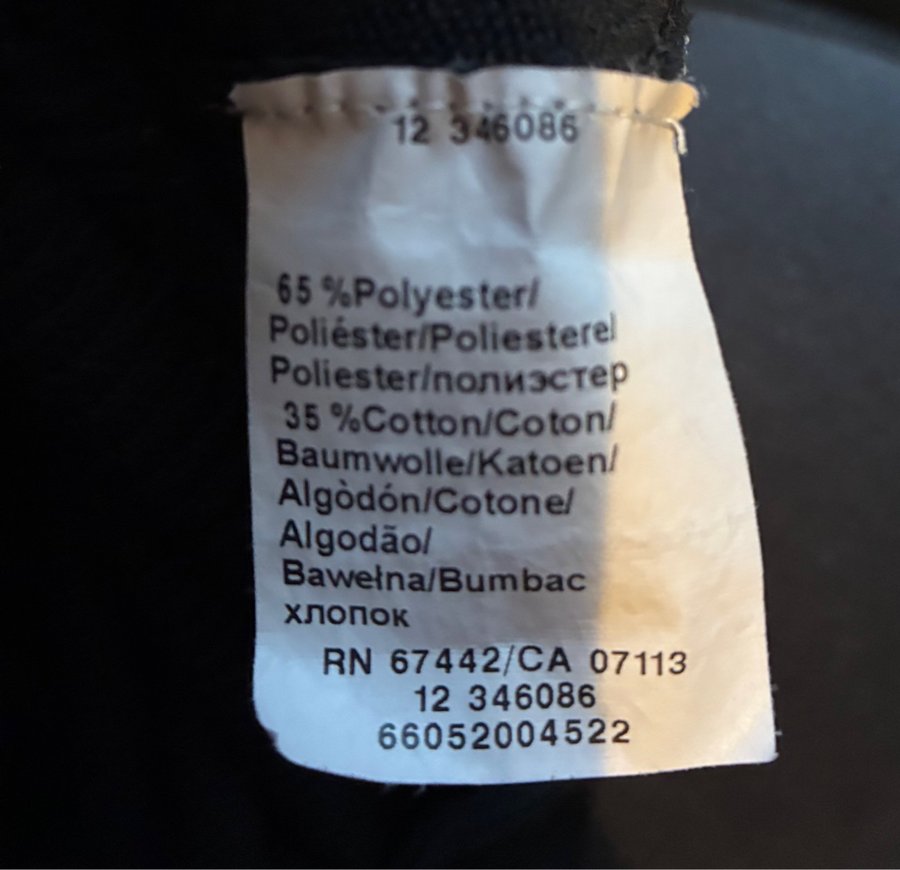 12 346086
65 %Polyester/
Poliéster/Poliestere/
Poliester/полиэстер
35 %Cotton/Coton/
Baumwolle/Katoen/
Algòdón/Cotone/
Algodão/
Bawełna/Bumbac
хлопок
RN 67442/CA 07113
12 346086
66052004522